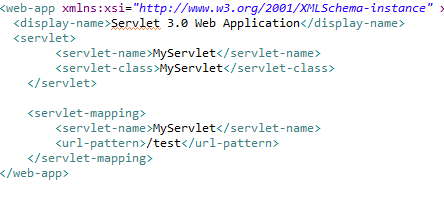 <web-app xmlns:xsi="http://www.w3.org/2001/XMLSchema-instance"
<display-name>Servlet 3.0 Web Application</display-name>
<servlet>
<servlet-name>MyServlet</servlet-name>
<servlet-class>MyServlet</servlet-class>
</servlet>
<servlet-mapping>
<servlet-name>MyServlet</servlet-name>
<url-pattern>/test</url-pattern>
</servlet-mapping>
</web-app>